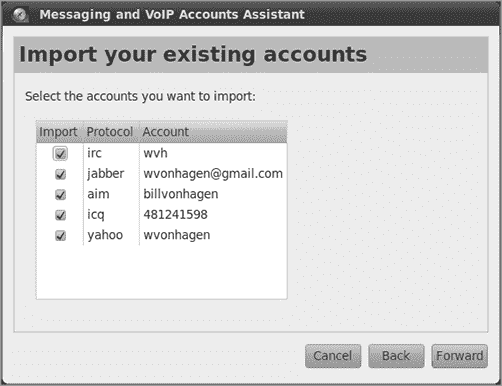 Messaging and VoIP Accounts Assistant
Import your existing accounts
Select the accounts you want to import:
Import Protocol Account
irc wvh
jabber wvonhagen@gmail.com
aim billvonhagen
icq 481241598
yahoo wvonhagen
Cancel Back Forward